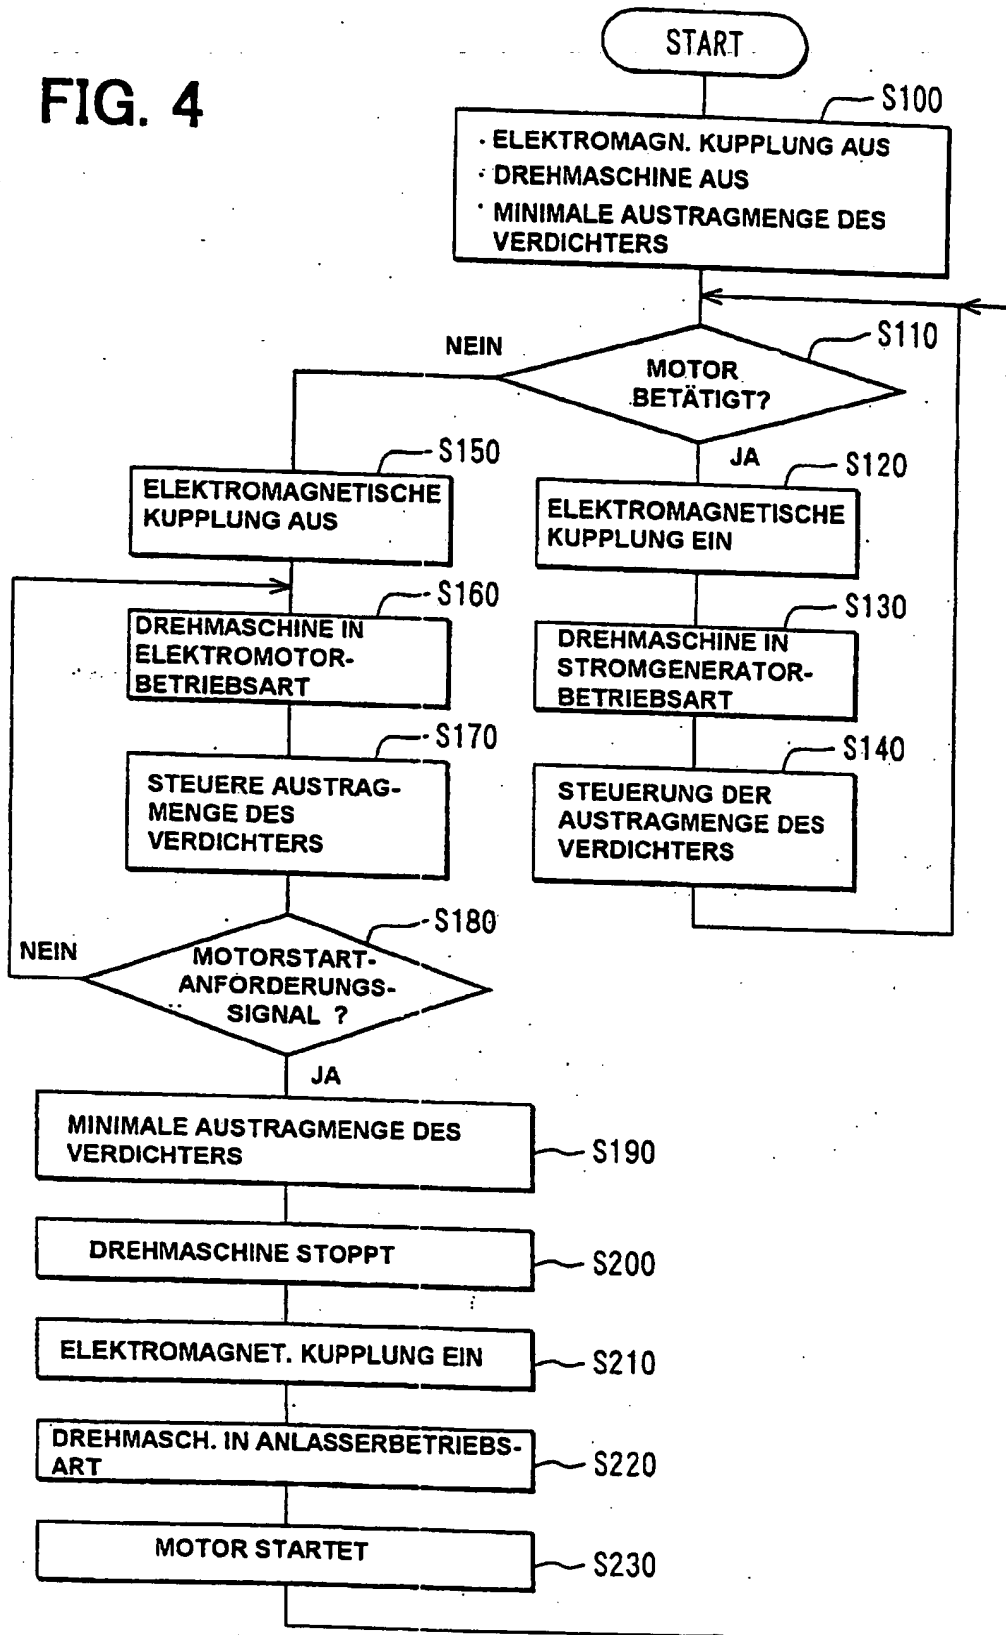 START
FIG. 4
S100
· ELEKTROMAGN. KUPPLUNG AUS
· DREHMASCHINE AUS
· MINIMALE AUSTRAGMENGE DES
VERDICHTERS
S110
NEIN
MOTOR
BETÄTIGT?
JA
S150
ELEKTROMAGNETISCHE
KUPPLUNG AUS
S120
ELEKTROMAGNETISCHE
KUPPLUNG EIN
S160
DREHMASCHINE IN
ELEKTROMOTOR-
BETRIEBSART
S130
DREHMASCHINE IN
STROMGENERATOR-
BETRIEBSART
S170
STEUERE AUSTRAG-
MENGE DES
VERDICHTERS
S140
STEUERUNG DER
AUSTRAGMENGE DES
VERDICHTERS
S180
NEIN
MOTORSTART-
ANFORDERUNGS-
SIGNAL ?
JA
MINIMALE AUSTRAGMENGE DES
VERDICHTERS
S190
DREHMASCHINE STOPPT
S200
ELEKTROMAGNET. KUPPLUNG EIN
S210
DREHMASCH. IN ANLASSERBETRIEBS-
ART
S220
MOTOR STARTET
S230